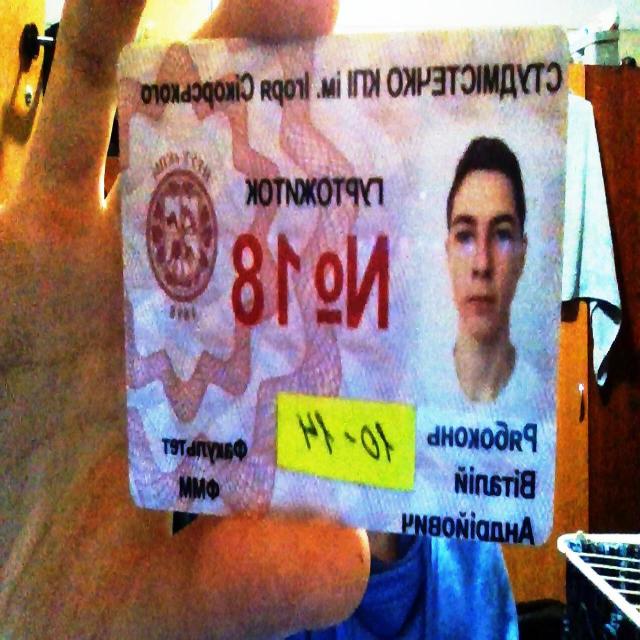 СТУДМІСТЕЧКО КПІ ім. Ігоря Сікорського
ГУРТОЖИТОК
№18
10-14
Рябоконь
Віталій
Андрійович
Факультет
ФММ